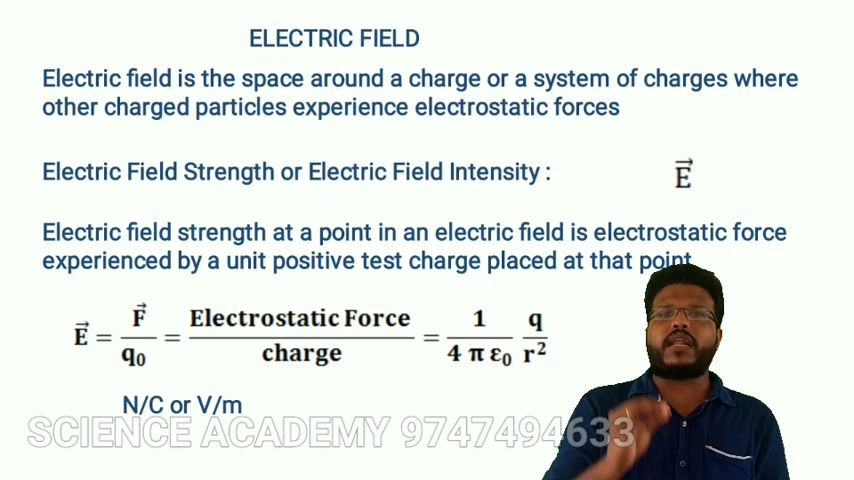 ELECTRIC FIELD
Electric field is the space around a charge or a system of charges where
other charged particles experience electrostatic forces
Electric Field Strength or Electric Field Intensity : E⃗
Electric field strength at a point in an electric field is electrostatic force
experienced by a unit positive test charge placed at that point
E⃗ = F⃗ / q₀ = Electrostatic Force / charge = 1 / 4 π ε₀ q / r²
N/C or V/m
SCIENCE ACADEMY 9747494633